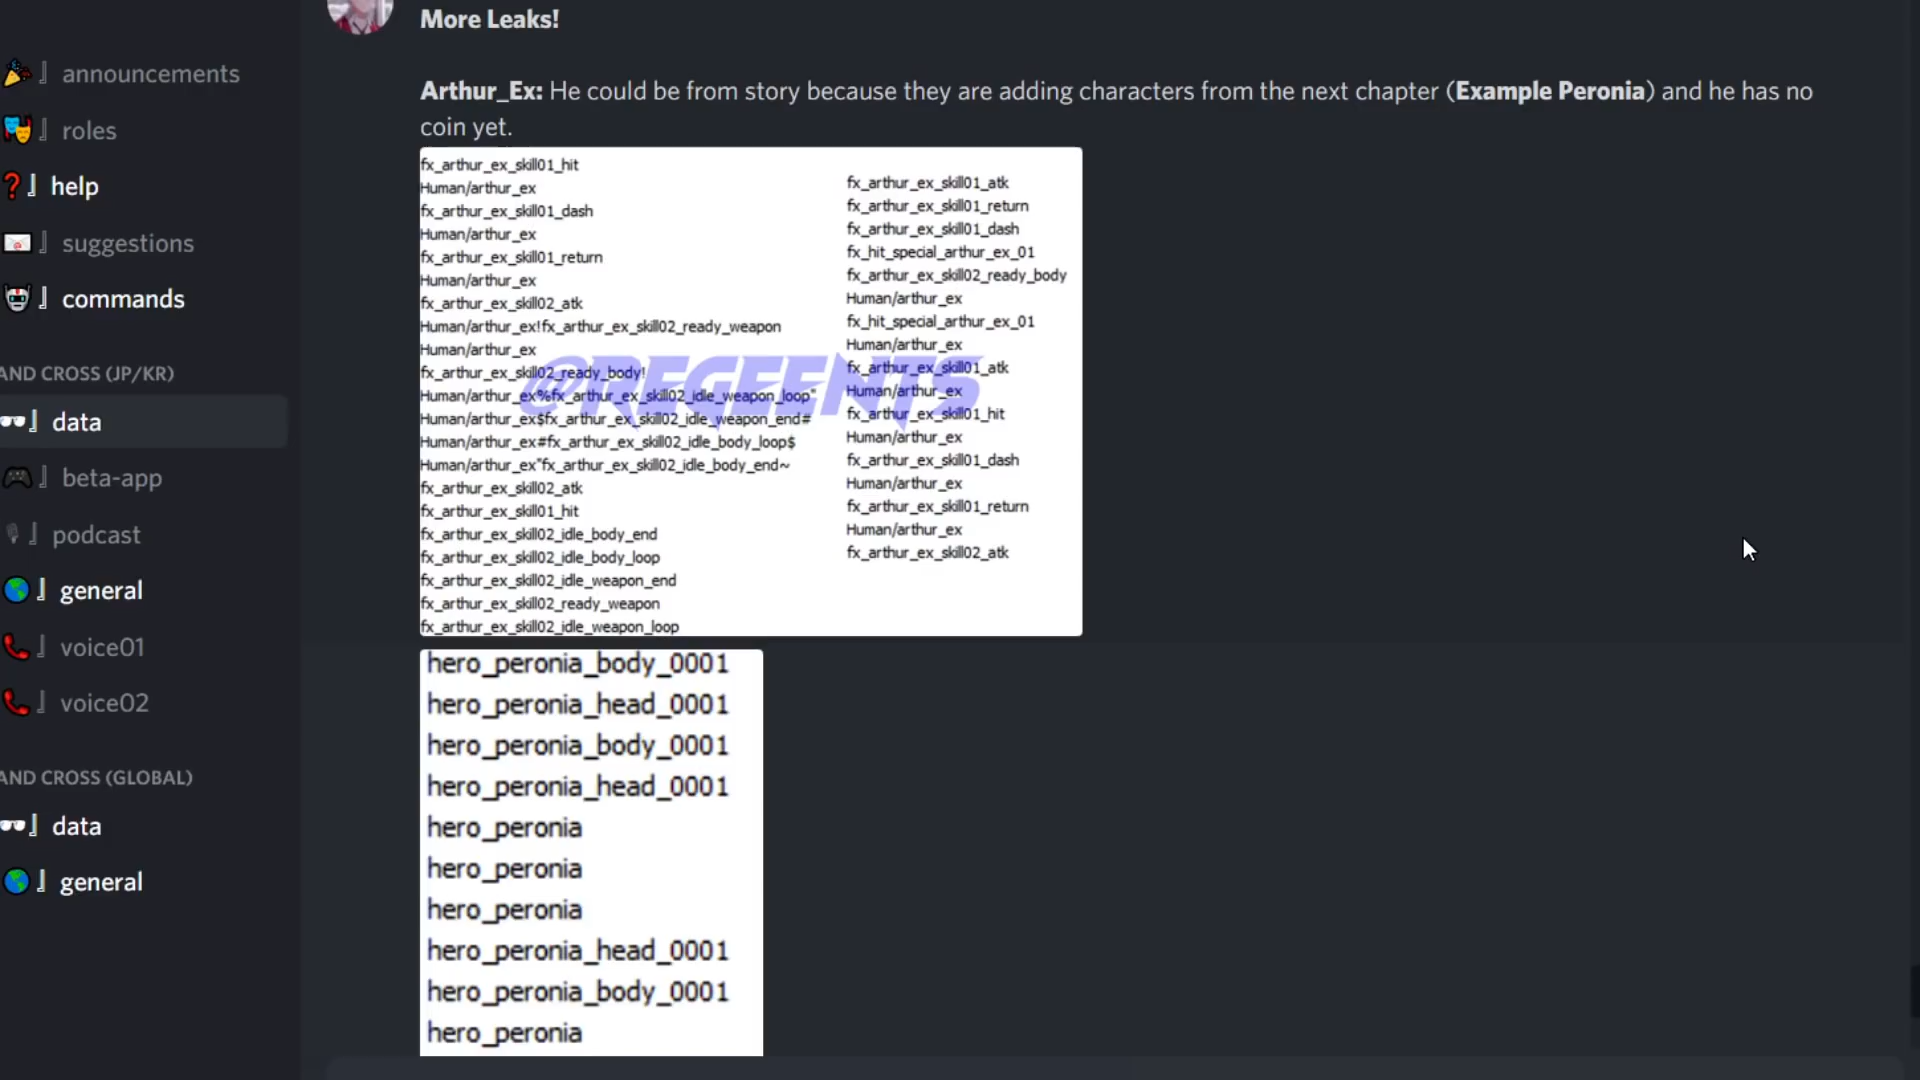 announcements
roles
help
suggestions
commands
AND CROSS (JP/KR)
data
beta-app
podcast
general
voice01
voice02
AND CROSS (GLOBAL)
data
general
More Leaks!
Arthur_Ex: He could be from story because they are adding characters from the next chapter (Example Peronia) and he has no
coin yet.
fx_arthur_ex_skill01_hit
Human/arthur_ex
fx_arthur_ex_skill01_dash
Human/arthur_ex
fx_arthur_ex_skill01_return
Human/arthur_ex
fx_arthur_ex_skill02_atk
Human/arthur_ex!fx_arthur_ex_skill02_ready_weapon
Human/arthur_ex
fx_arthur_ex_skill02_ready_body!
Human/arthur_ex%fx_arthur_ex_skill02_idle_weapon_loop"
Human/arthur_ex$fx_arthur_ex_skill02_idle_weapon_end#
Human/arthur_ex#fx_arthur_ex_skill02_idle_body_loop$
Human/arthur_ex"fx_arthur_ex_skill02_idle_body_end~
fx_arthur_ex_skill02_atk
fx_arthur_ex_skill01_hit
fx_arthur_ex_skill02_idle_body_end
fx_arthur_ex_skill02_idle_body_loop
fx_arthur_ex_skill02_idle_weapon_end
fx_arthur_ex_skill02_ready_weapon
fx_arthur_ex_skill02_idle_weapon_loop
fx_arthur_ex_skill01_atk
fx_arthur_ex_skill01_return
fx_arthur_ex_skill01_dash
fx_hit_special_arthur_ex_01
fx_arthur_ex_skill02_ready_body
Human/arthur_ex
fx_hit_special_arthur_ex_01
Human/arthur_ex
fx_arthur_ex_skill01_atk
Human/arthur_ex
fx_arthur_ex_skill01_hit
Human/arthur_ex
fx_arthur_ex_skill01_dash
Human/arthur_ex
fx_arthur_ex_skill01_return
Human/arthur_ex
fx_arthur_ex_skill02_atk
@REGEENTS
hero_peronia_body_0001
hero_peronia_head_0001
hero_peronia_body_0001
hero_peronia_head_0001
hero_peronia
hero_peronia
hero_peronia
hero_peronia_head_0001
hero_peronia_body_0001
hero_peronia